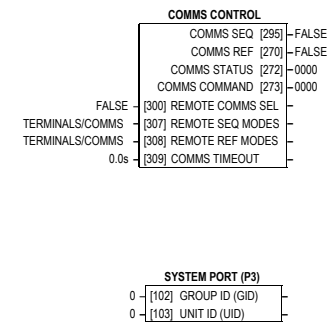 COMMS CONTROL
COMMS SEQ [295] – FALSE
COMMS REF [270] – FALSE
COMMS STATUS [272] – 0000
COMMS COMMAND [273] – 0000
FALSE – [300] REMOTE COMMS SEL –
TERMINALS/COMMS – [307] REMOTE SEQ MODES –
TERMINALS/COMMS – [308] REMOTE REF MODES –
0.0s – [309] COMMS TIMEOUT –
SYSTEM PORT (P3)
0 – [102] GROUP ID (GID) –
0 – [103] UNIT ID (UID) –